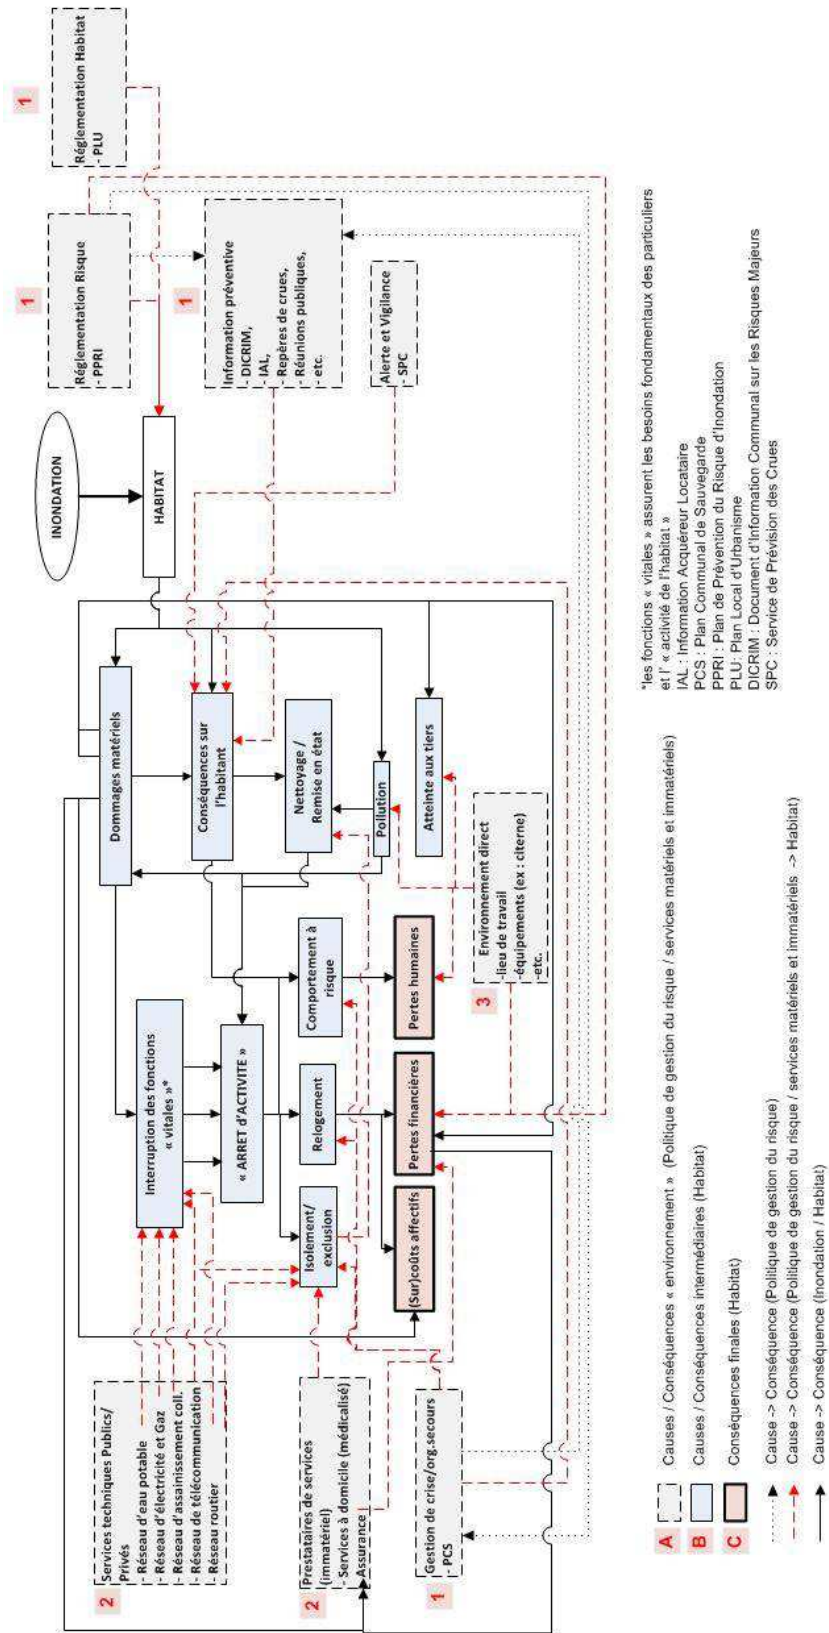 INONDATION
HABITAT
1
Réglementation Risque
- PPRI
1
Réglementation Habitat
- PLU
1
Information préventive
- DICRIM,
- IAL,
- Repères de crues,
- Réunions publiques,
- etc.
Alerte et Vigilance
- SPC
Dommages matériels
Conséquences sur
l'habitant
Nettoyage /
Remise en état
Pollution
Atteinte aux tiers
Interruption des fonctions
« vitales »*
« ARRET d'ACTIVITE »
Isolement/
exclusion
Relogement
Comportement à
risque
(Sur)coûts affectifs
Pertes financières
Pertes humaines
3
Environnement direct
-lieu de travail
-équipements (ex : citerne)
-etc.
2
Services techniques Publics/
Privés
- Réseau d'eau potable
- Réseau d'électricité et Gaz
- Réseau d'assainissement coll.
- Réseau de télécommunication
- Réseau routier
2
Prestataires de services
(immatériel)
- Services à domicile (médicalisé)
- Assurance
1
Gestion de crise/org.secours
- PCS
A
Causes / Conséquences « environnement » (Politique de gestion du risque / services matériels et immatériels)
B
Causes / Conséquences intermédiaires (Habitat)
C
Conséquences finales (Habitat)
Cause -> Conséquence (Politique de gestion du risque)
Cause -> Conséquence (Politique de gestion du risque / services matériels et immatériels -> Habitat)
Cause -> Conséquence (Inondation / Habitat)
*les fonctions « vitales » assurent les besoins fondamentaux des particuliers
et l' « activité de l'habitat »
IAL : Information Acquéreur Locataire
PCS : Plan Communal de Sauvegarde
PPRI : Plan de Prévention du Risque d'Inondation
PLU: Plan Local d'Urbanisme
DICRIM : Document d'Information Communal sur les Risques Majeurs
SPC : Service de Prévision des Crues